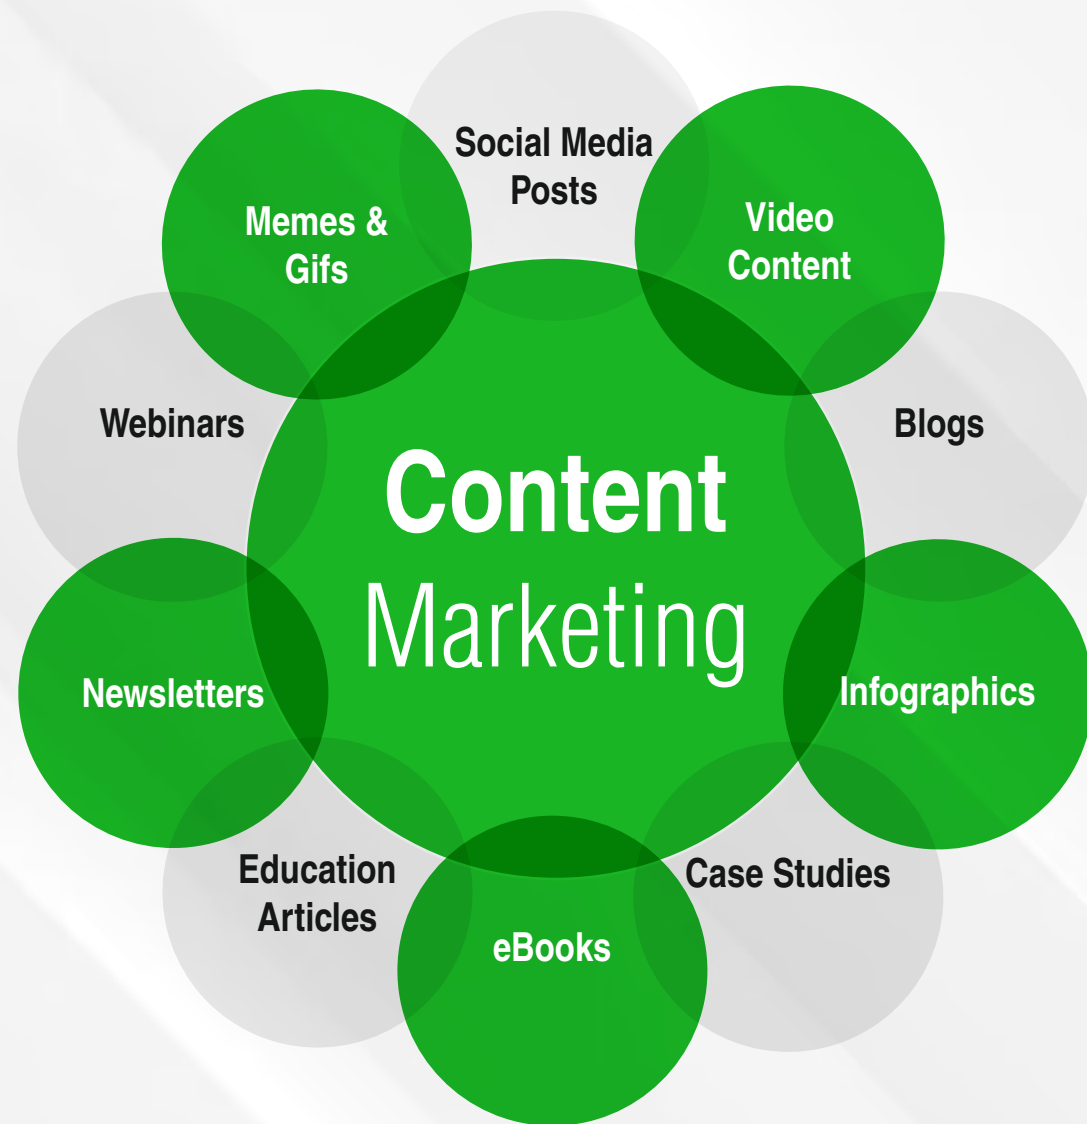 Social Media
Posts
Video
Content
Blogs
Infographics
Case Studies
eBooks
Education
Articles
Newsletters
Webinars
Memes &
Gifs
Content
Marketing